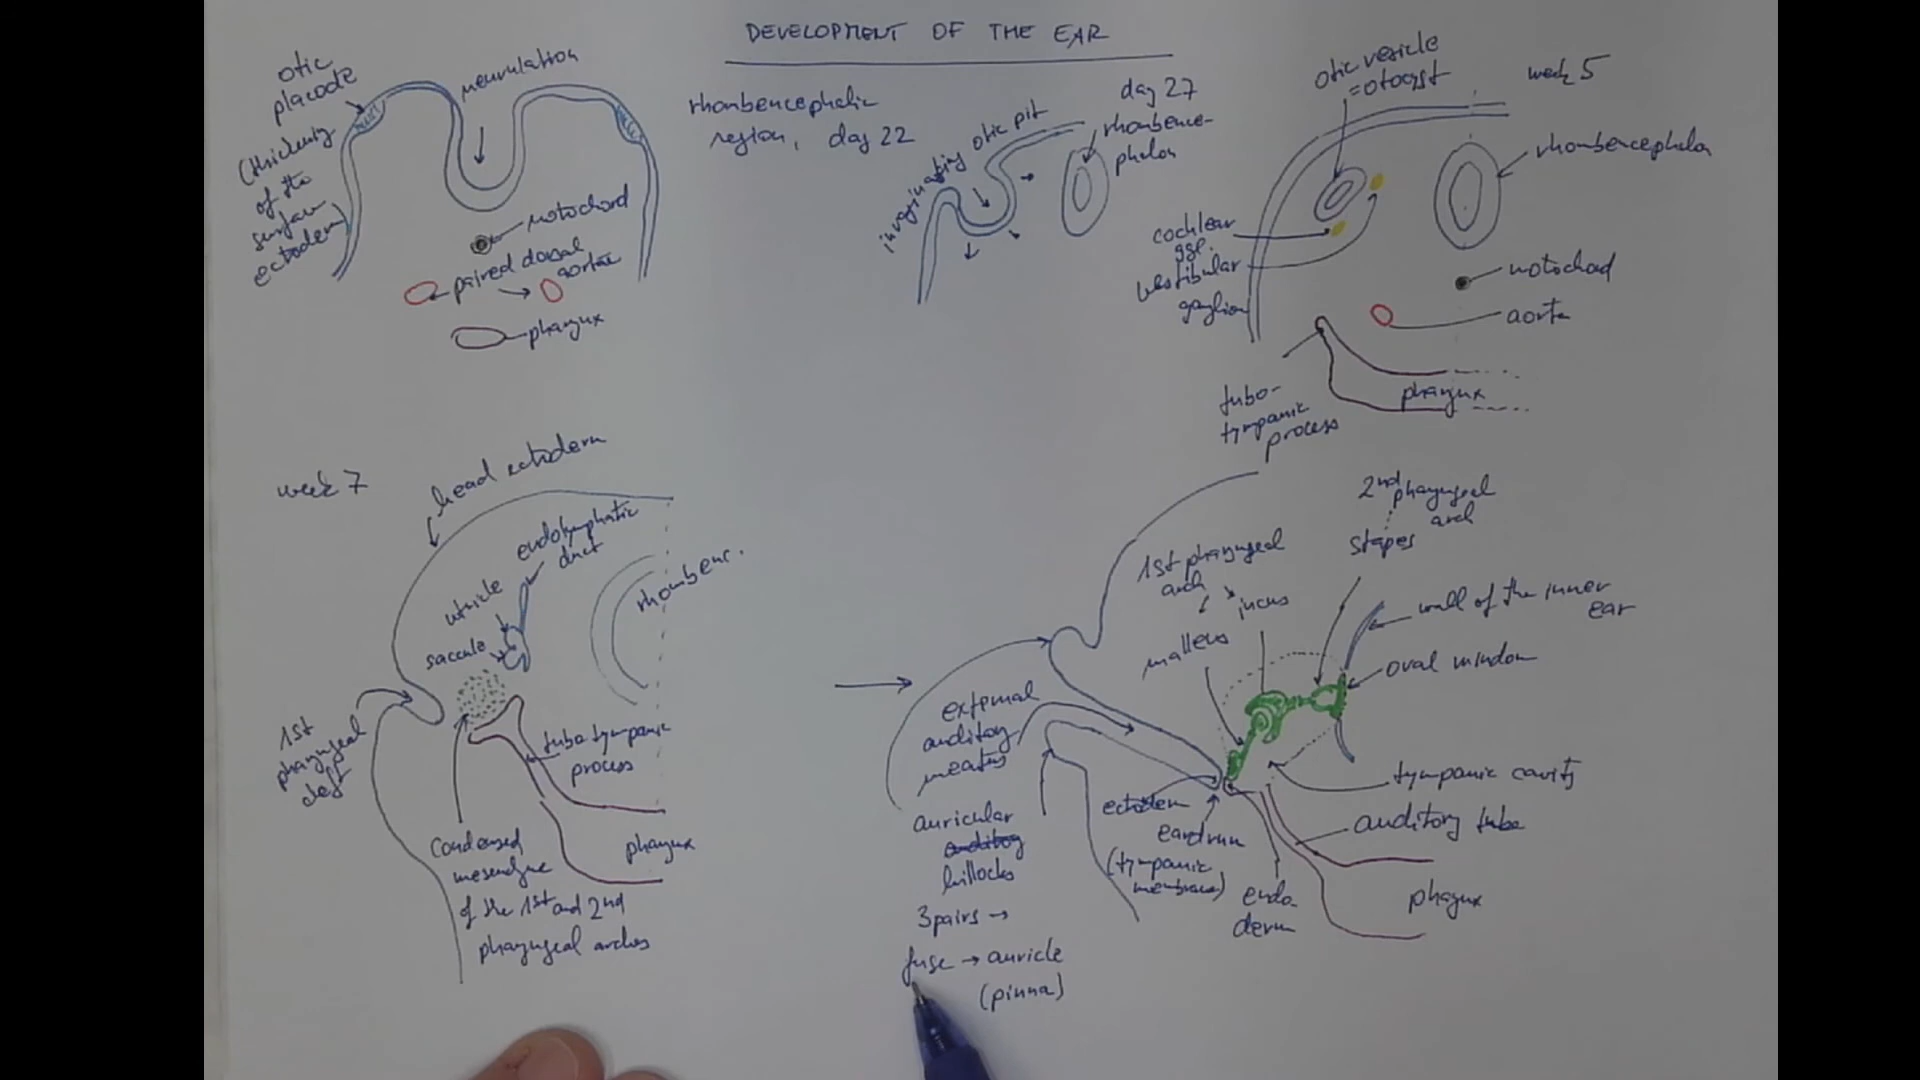 DEVELOPMENT OF THE EAR
otic
placode
(thickening
of the
surface
ectoderm)
neurulation
notochord
paired dorsal
aortae
pharynx
rhombencephalic
region, day 22
day 27
invaginating otic pit
rhombence-
phalon
otic vesicle
= otocyst
week 5
rhombencephalon
cochlear
ggl.
vestibular
ganglion
notochord
aorta
tubo-
tympanic
process
pharynx
week 7
head ectoderm
endolymphatic
duct
utricle
saccule
rhombenc.
1st
pharyngeal
cleft
tubotympanic
process
pharynx
Condensed
mesenchyme
of the 1st and 2nd
pharyngeal arches
2nd pharyngeal
arch
stapes
1st pharyngeal
arch
incus
malleus
wall of the inner
ear
oval window
external
auditory
meatus
tympanic cavity
auditory tube
pharynx
ectoderm
eardrum
(tympanic
membrane)
endo-
derm
auricular
auditory
hillocks
3 pairs →
fuse → auricle
(pinna)